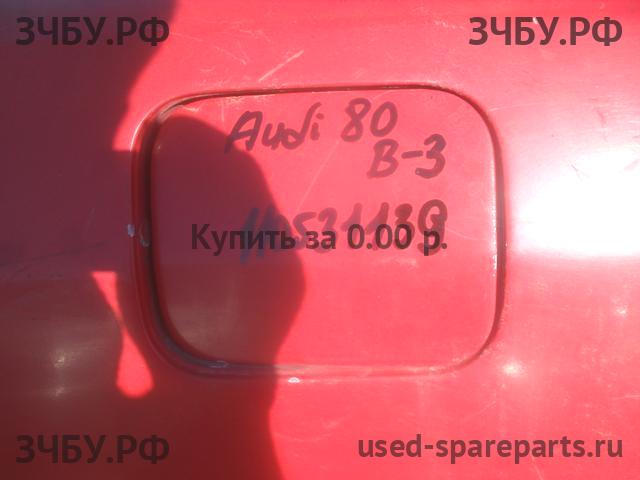 ЗЧБУ.РФ ЗЧБУ.РФ
Audi 80
B-3
Купить за 0.00 р.
ЗЧБУ.РФ used-spareparts.ru